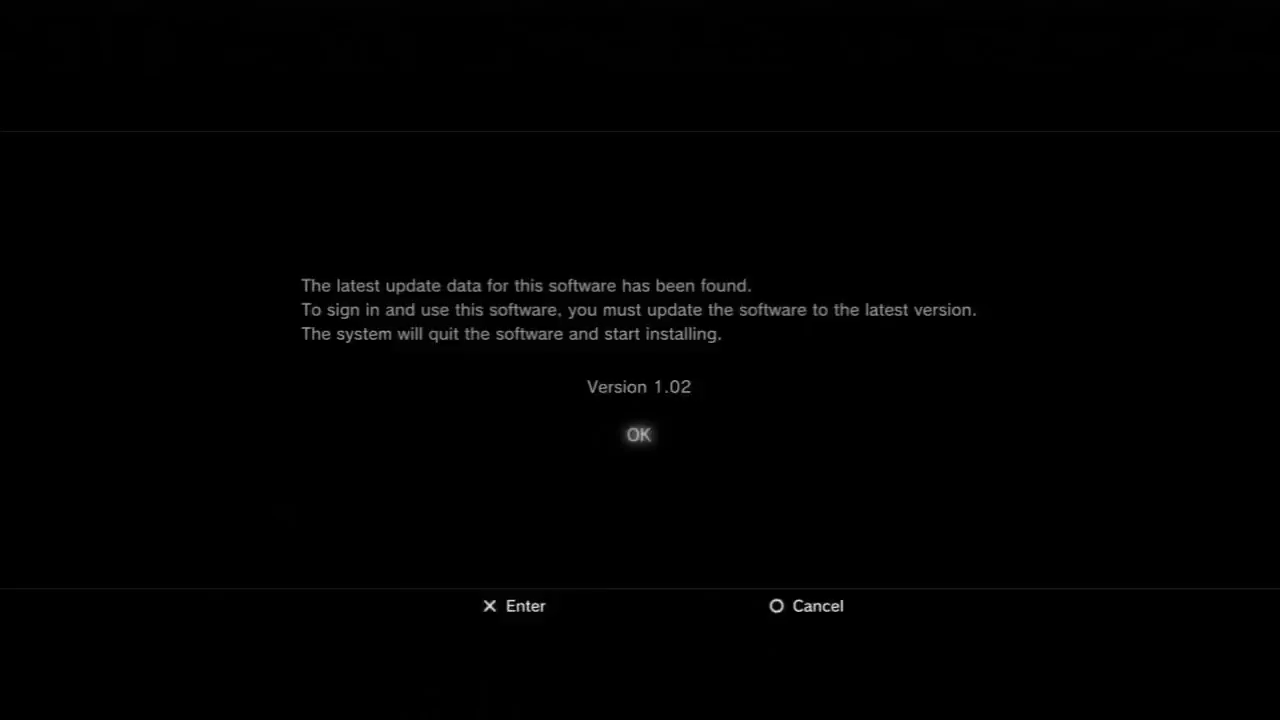 The latest update data for this software has been found.
To sign in and use this software, you must update the software to the latest version.
The system will quit the software and start installing.
Version 1.02
OK
Enter
Cancel